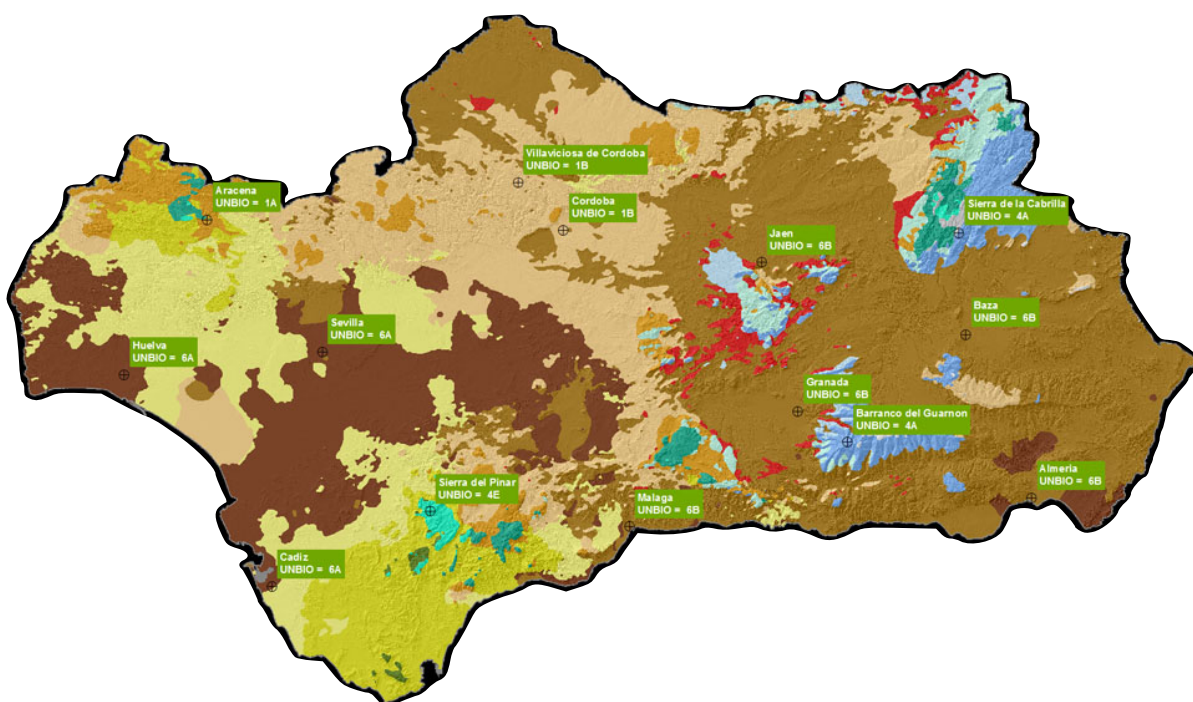 Villaviciosa de Cordoba
UNBIO = 1B
Aracena
UNBIO = 1A
Cordoba
UNBIO = 1B
Sierra de la Cabrilla
UNBIO = 4A
Jaen
UNBIO = 6B
Sevilla
UNBIO = 6A
Baza
UNBIO = 6B
Huelva
UNBIO = 6A
Granada
UNBIO = 6B
Barranco del Guarnon
UNBIO = 4A
Sierra del Pinar
UNBIO = 4E
Almeria
UNBIO = 6B
Malaga
UNBIO = 6B
Cadiz
UNBIO = 6A